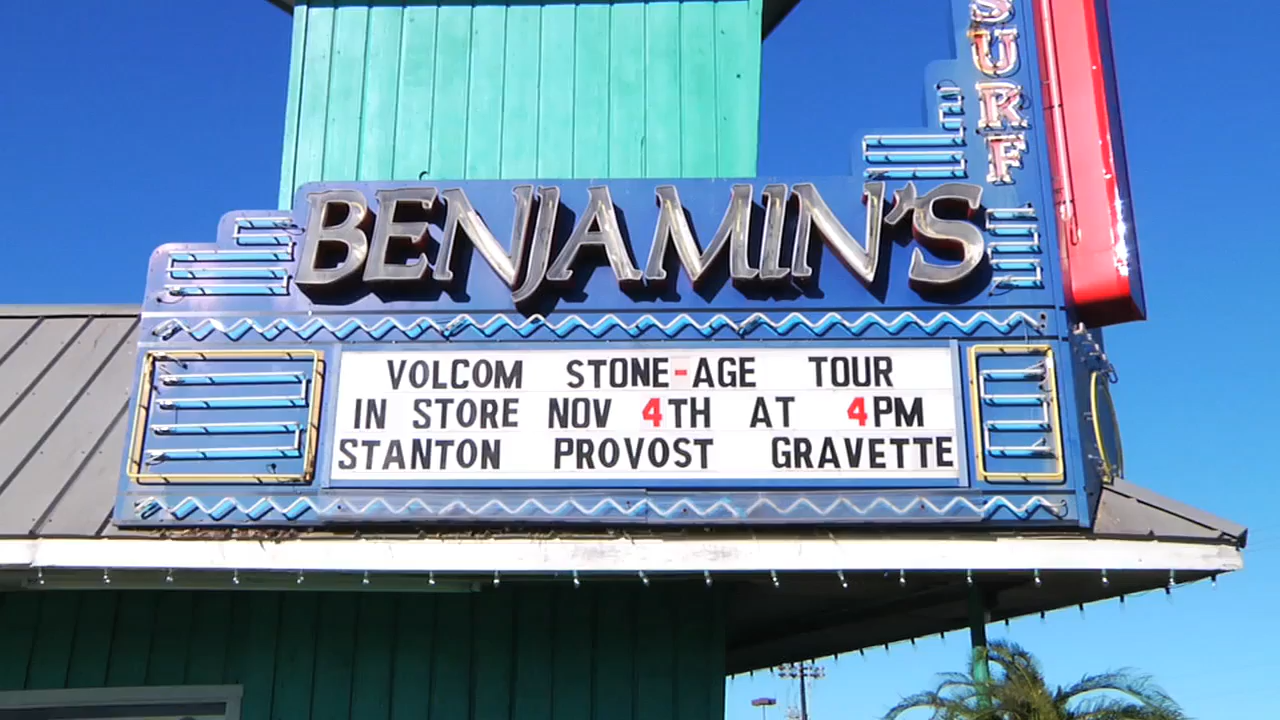 SURF
BENJAMIN'S
VOLCOM STONE-AGE TOUR
IN STORE NOV 4TH AT 4PM
STANTON PROVOST GRAVETTE